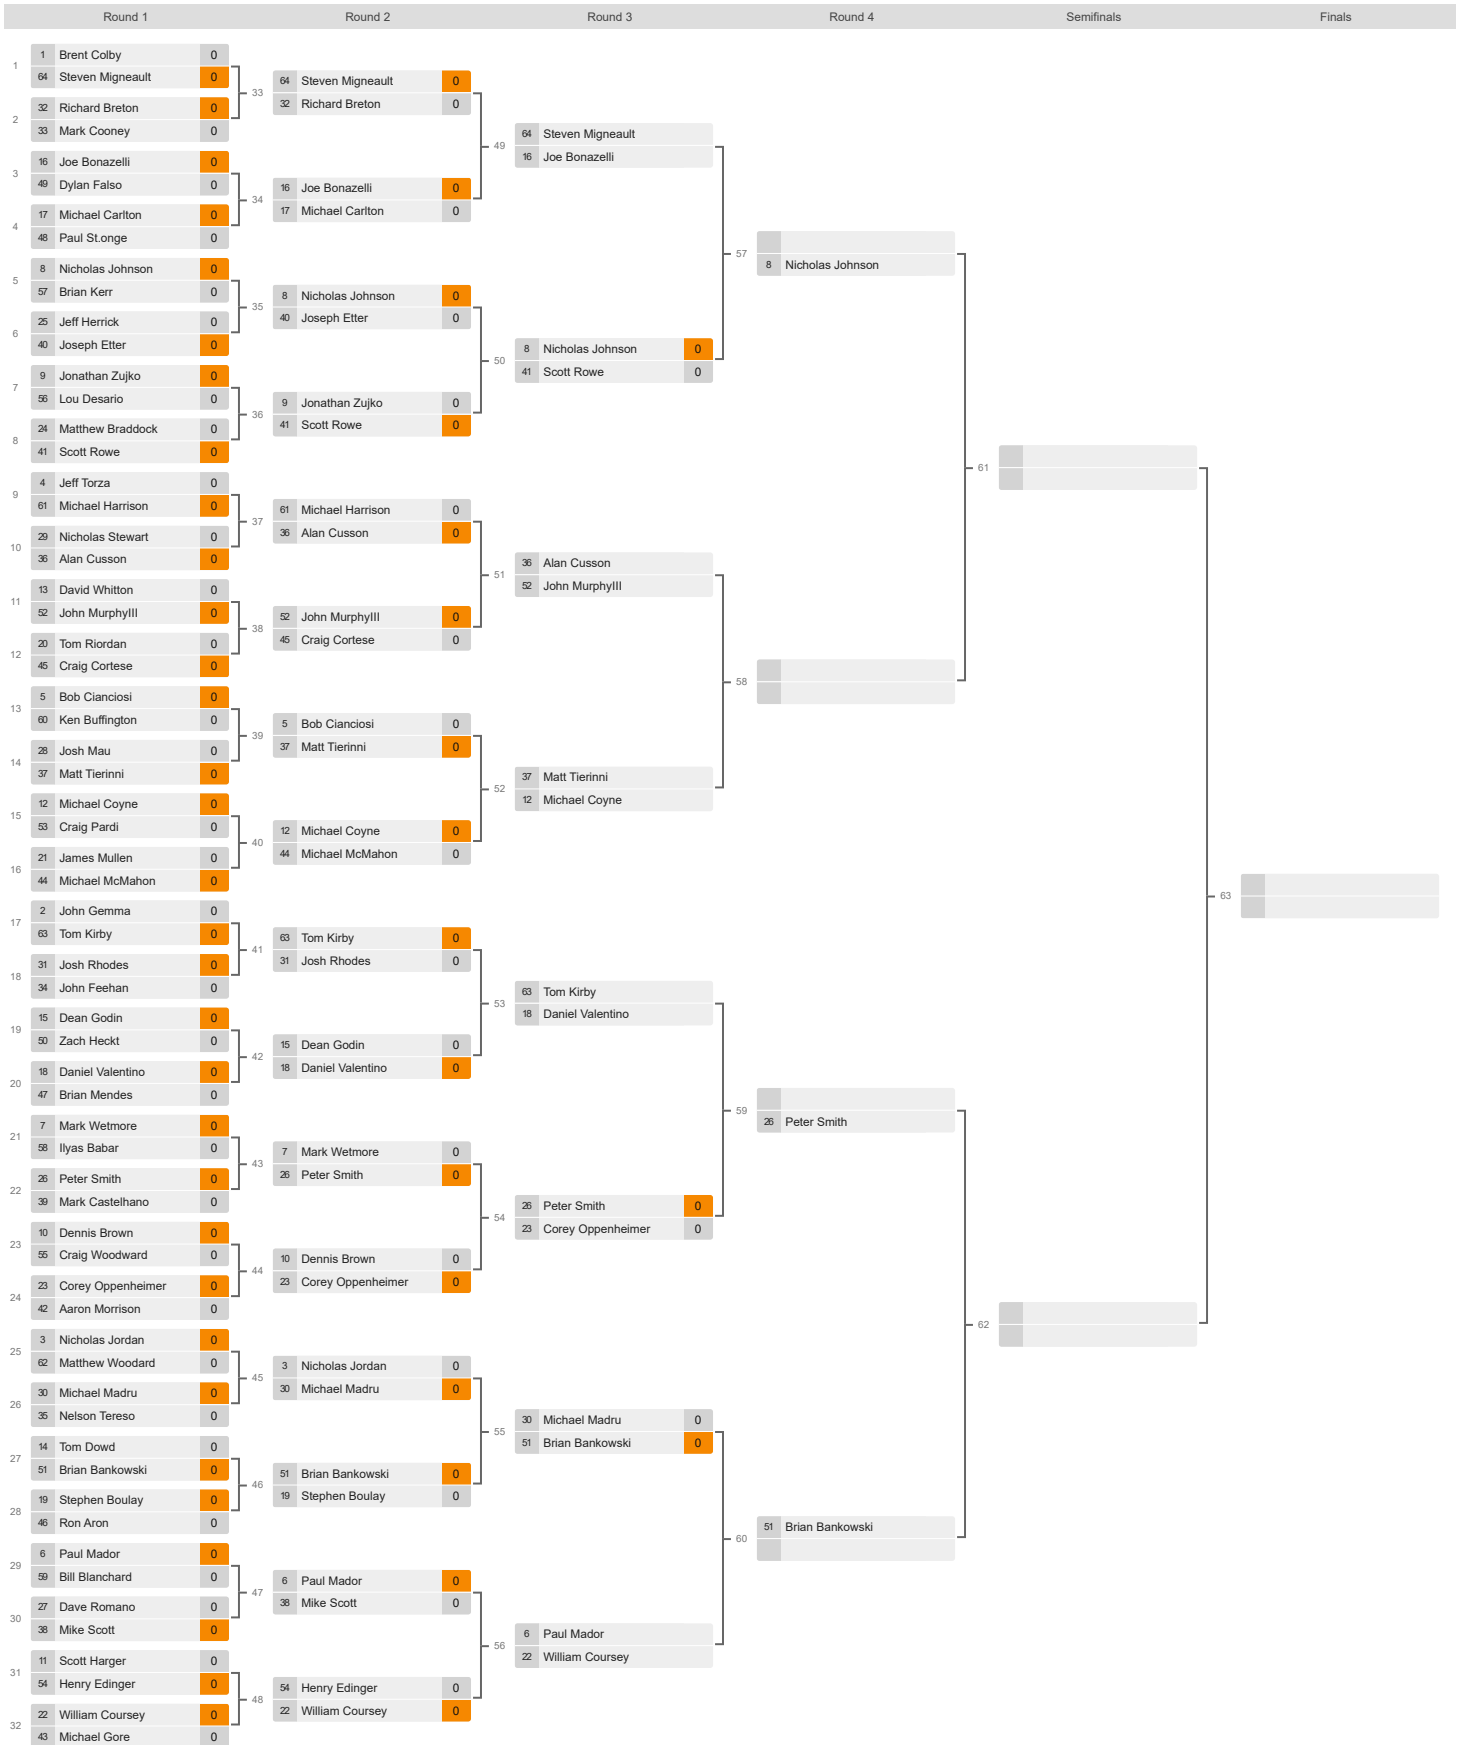 Round 1 Round 2 Round 3 Round 4 Semifinals Finals
1
1 Brent Colby 0
64 Steven Migneault 0
2
32 Richard Breton 0
33 Mark Cooney 0
3
16 Joe Bonazelli 0
49 Dylan Falso 0
4
17 Michael Carlton 0
48 Paul St.onge 0
5
8 Nicholas Johnson 0
57 Brian Kerr 0
6
25 Jeff Herrick 0
40 Joseph Etter 0
7
9 Jonathan Zujko 0
56 Lou Desario 0
8
24 Matthew Braddock 0
41 Scott Rowe 0
9
4 Jeff Torza 0
61 Michael Harrison 0
10
29 Nicholas Stewart 0
36 Alan Cusson 0
11
13 David Whitton 0
52 John MurphyIII 0
12
20 Tom Riordan 0
45 Craig Cortese 0
13
5 Bob Cianciosi 0
60 Ken Buffington 0
14
28 Josh Mau 0
37 Matt Tierinni 0
15
12 Michael Coyne 0
53 Craig Pardi 0
16
21 James Mullen 0
44 Michael McMahon 0
17
2 John Gemma 0
63 Tom Kirby 0
18
31 Josh Rhodes 0
34 John Feehan 0
19
15 Dean Godin 0
50 Zach Heckt 0
20
18 Daniel Valentino 0
47 Brian Mendes 0
21
7 Mark Wetmore 0
58 Ilyas Babar 0
22
26 Peter Smith 0
39 Mark Castelhano 0
23
10 Dennis Brown 0
55 Craig Woodward 0
24
23 Corey Oppenheimer 0
42 Aaron Morrison 0
25
3 Nicholas Jordan 0
62 Matthew Woodard 0
26
30 Michael Madru 0
35 Nelson Tereso 0
27
14 Tom Dowd 0
51 Brian Bankowski 0
28
19 Stephen Boulay 0
46 Ron Aron 0
29
6 Paul Mador 0
59 Bill Blanchard 0
30
27 Dave Romano 0
38 Mike Scott 0
31
11 Scott Harger 0
54 Henry Edinger 0
32
22 William Coursey 0
43 Michael Gore 0
33
64 Steven Migneault 0
32 Richard Breton 0
34
16 Joe Bonazelli 0
17 Michael Carlton 0
35
8 Nicholas Johnson 0
40 Joseph Etter 0
36
9 Jonathan Zujko 0
41 Scott Rowe 0
37
61 Michael Harrison 0
36 Alan Cusson 0
38
52 John MurphyIII 0
45 Craig Cortese 0
39
5 Bob Cianciosi 0
37 Matt Tierinni 0
40
12 Michael Coyne 0
44 Michael McMahon 0
41
63 Tom Kirby 0
31 Josh Rhodes 0
42
15 Dean Godin 0
18 Daniel Valentino 0
43
7 Mark Wetmore 0
26 Peter Smith 0
44
10 Dennis Brown 0
23 Corey Oppenheimer 0
45
3 Nicholas Jordan 0
30 Michael Madru 0
46
51 Brian Bankowski 0
19 Stephen Boulay 0
47
6 Paul Mador 0
38 Mike Scott 0
48
54 Henry Edinger 0
22 William Coursey 0
49
64 Steven Migneault
16 Joe Bonazelli
50
8 Nicholas Johnson 0
41 Scott Rowe 0
51
36 Alan Cusson
52 John MurphyIII
52
37 Matt Tierinni
12 Michael Coyne
53
63 Tom Kirby
18 Daniel Valentino
54
26 Peter Smith 0
23 Corey Oppenheimer 0
55
30 Michael Madru 0
51 Brian Bankowski 0
56
6 Paul Mador
22 William Coursey
57
8 Nicholas Johnson
58
59
26 Peter Smith
60
51 Brian Bankowski
61
62
63